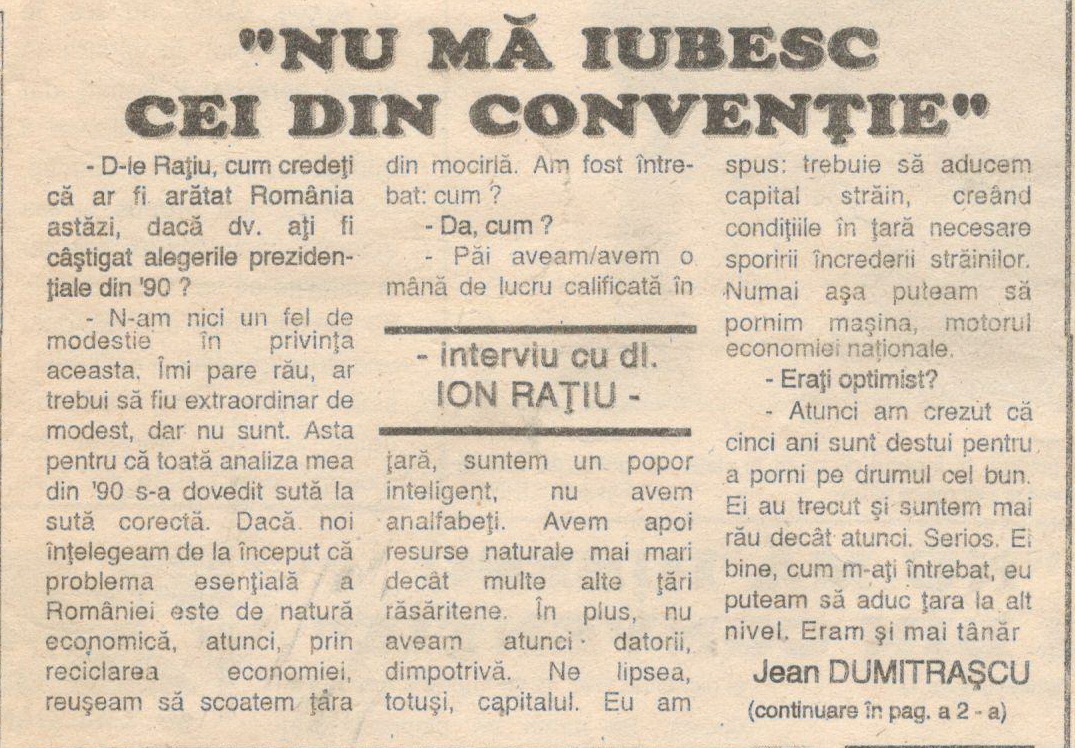 "NU MĂ IUBESC
CEI DIN CONVENŢIE"
- D-le Raţiu, cum credeţi
că ar fi arătat România
astăzi, dacă dv. aţi fi
câştigat alegerile preziden-
ţiale din '90 ?
- N-am nici un fel de
modestie în privinţa
aceasta. Îmi pare rău, ar
trebui să fiu extraordinar de
modest, dar nu sunt. Asta
pentru că toată analiza mea
din '90 s-a dovedit sută la
sută corectă. Dacă noi
înţelegeam de la început că
problema esenţială a
României este de natură
economică, atunci, prin
reciclarea economiei,
reuşeam să scoatem ţara
din mocirlă. Am fost între-
bat: cum ?
- Da, cum ?
- Păi aveam/avem o
mână de lucru calificată în
- interviu cu dl.
ION RAŢIU -
ţară, suntem un popor
inteligent, nu avem
analfabeţi. Avem apoi
resurse naturale mai mari
decât multe alte ţări
răsăritene. În plus, nu
aveam atunci datorii,
dimpotrivă. Ne lipsea,
totuşi, capitalul. Eu am
spus: trebuie să aducem
capital străin, creând
condiţiile în ţară necesare
sporirii încrederii străinilor.
Numai aşa puteam să
pornim maşina, motorul
economiei naţionale.
- Eraţi optimist?
- Atunci am crezut că
cinci ani sunt destui pentru
a porni pe drumul cel bun.
Ei au trecut şi suntem mai
rău decât atunci. Serios. Ei
bine, cum m-aţi întrebat, eu
puteam să aduc ţara la alt
nivel. Eram şi mai tânăr
Jean DUMITRAŞCU
(continuare în pag. a 2 - a)